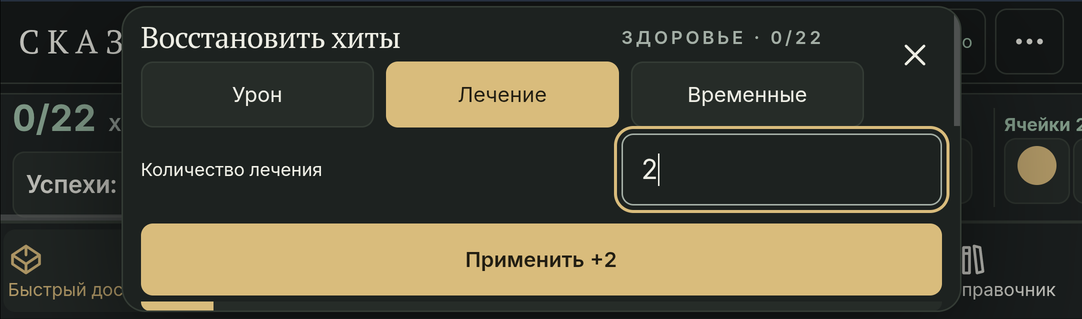 СКАЗ
Восстановить хиты
ЗДОРОВЬЕ · 0/22
Урон
Лечение
Временные
0/22
Ячейки 2
Количество лечения
2
Успехи:
Применить +2
Быстрый дос
правочник